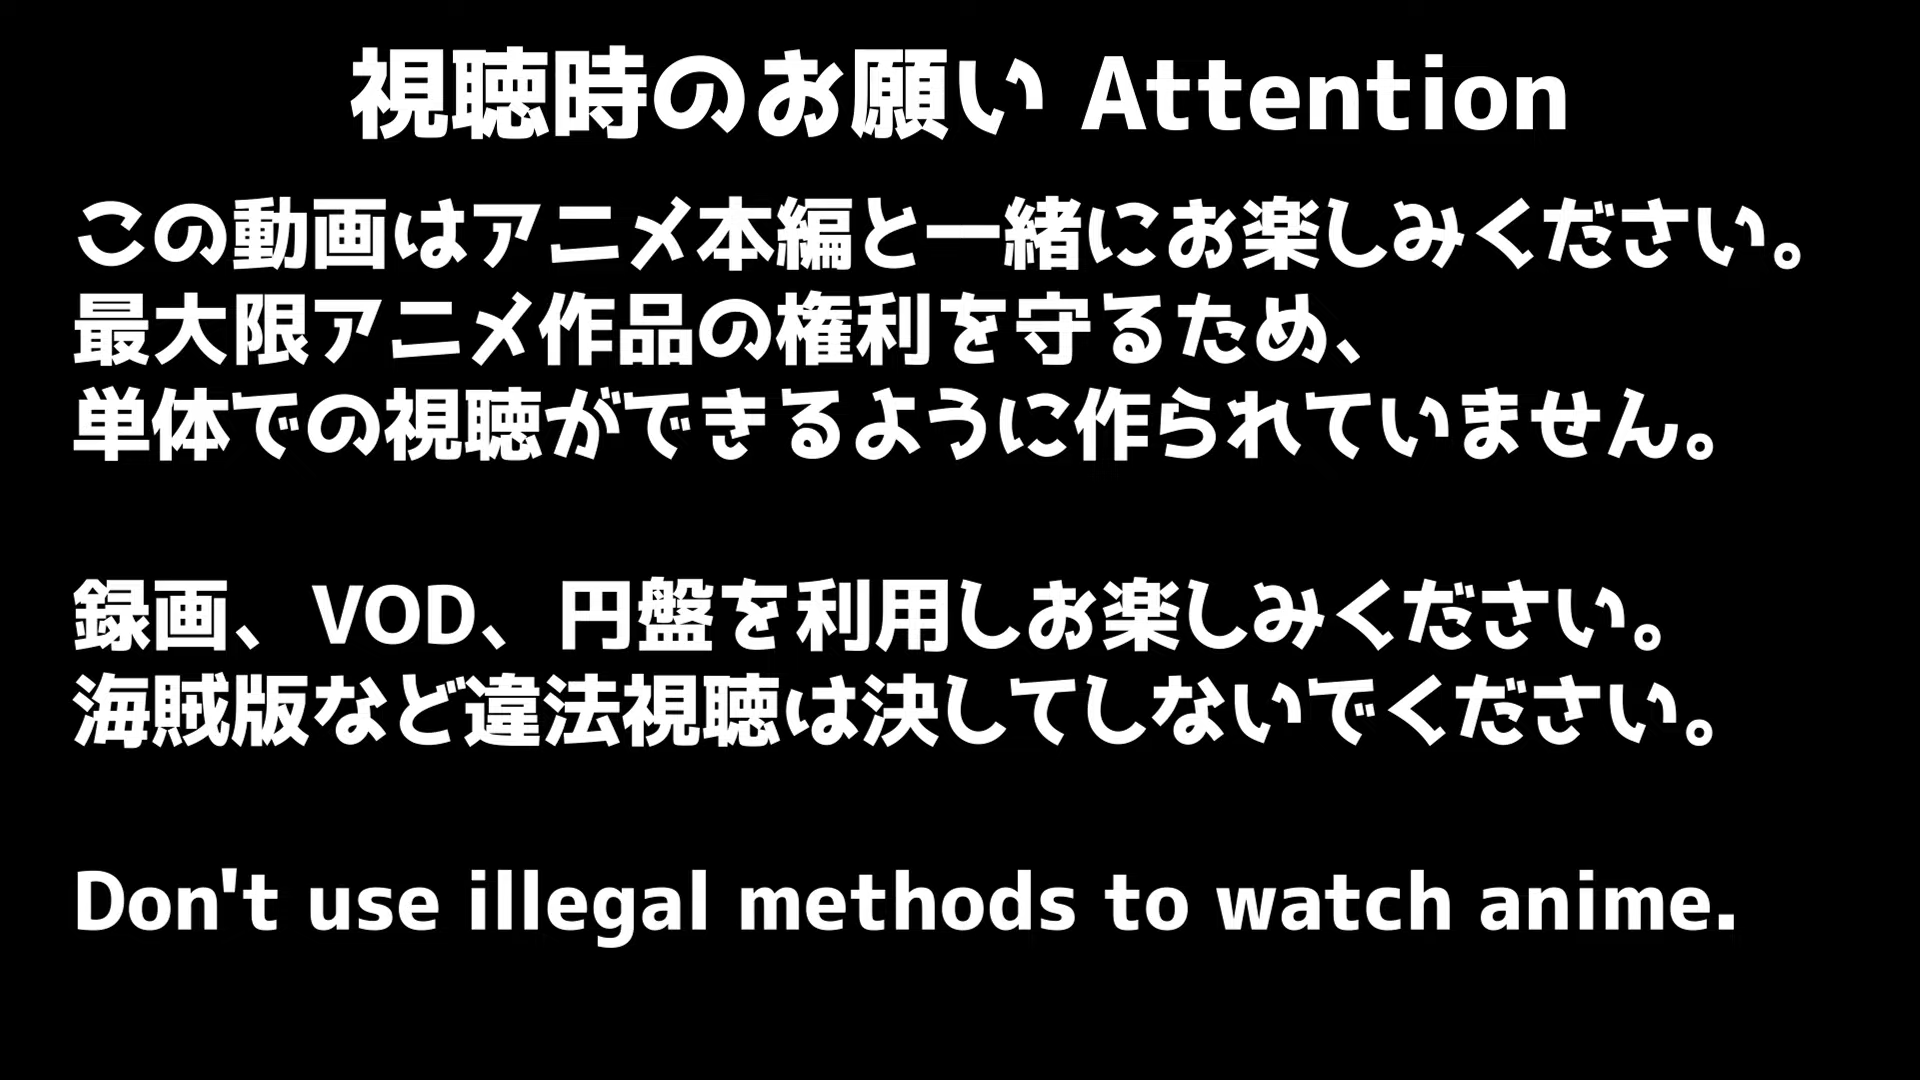 視聴時のお願い Attention
この動画はアニメ本編と一緒にお楽しみください。
最大限アニメ作品の権利を守るため、
単体での視聴ができるように作られていません。
録画、VOD、円盤を利用しお楽しみください。
海賊版など違法視聴は決してしないでください。
Don't use illegal methods to watch anime.